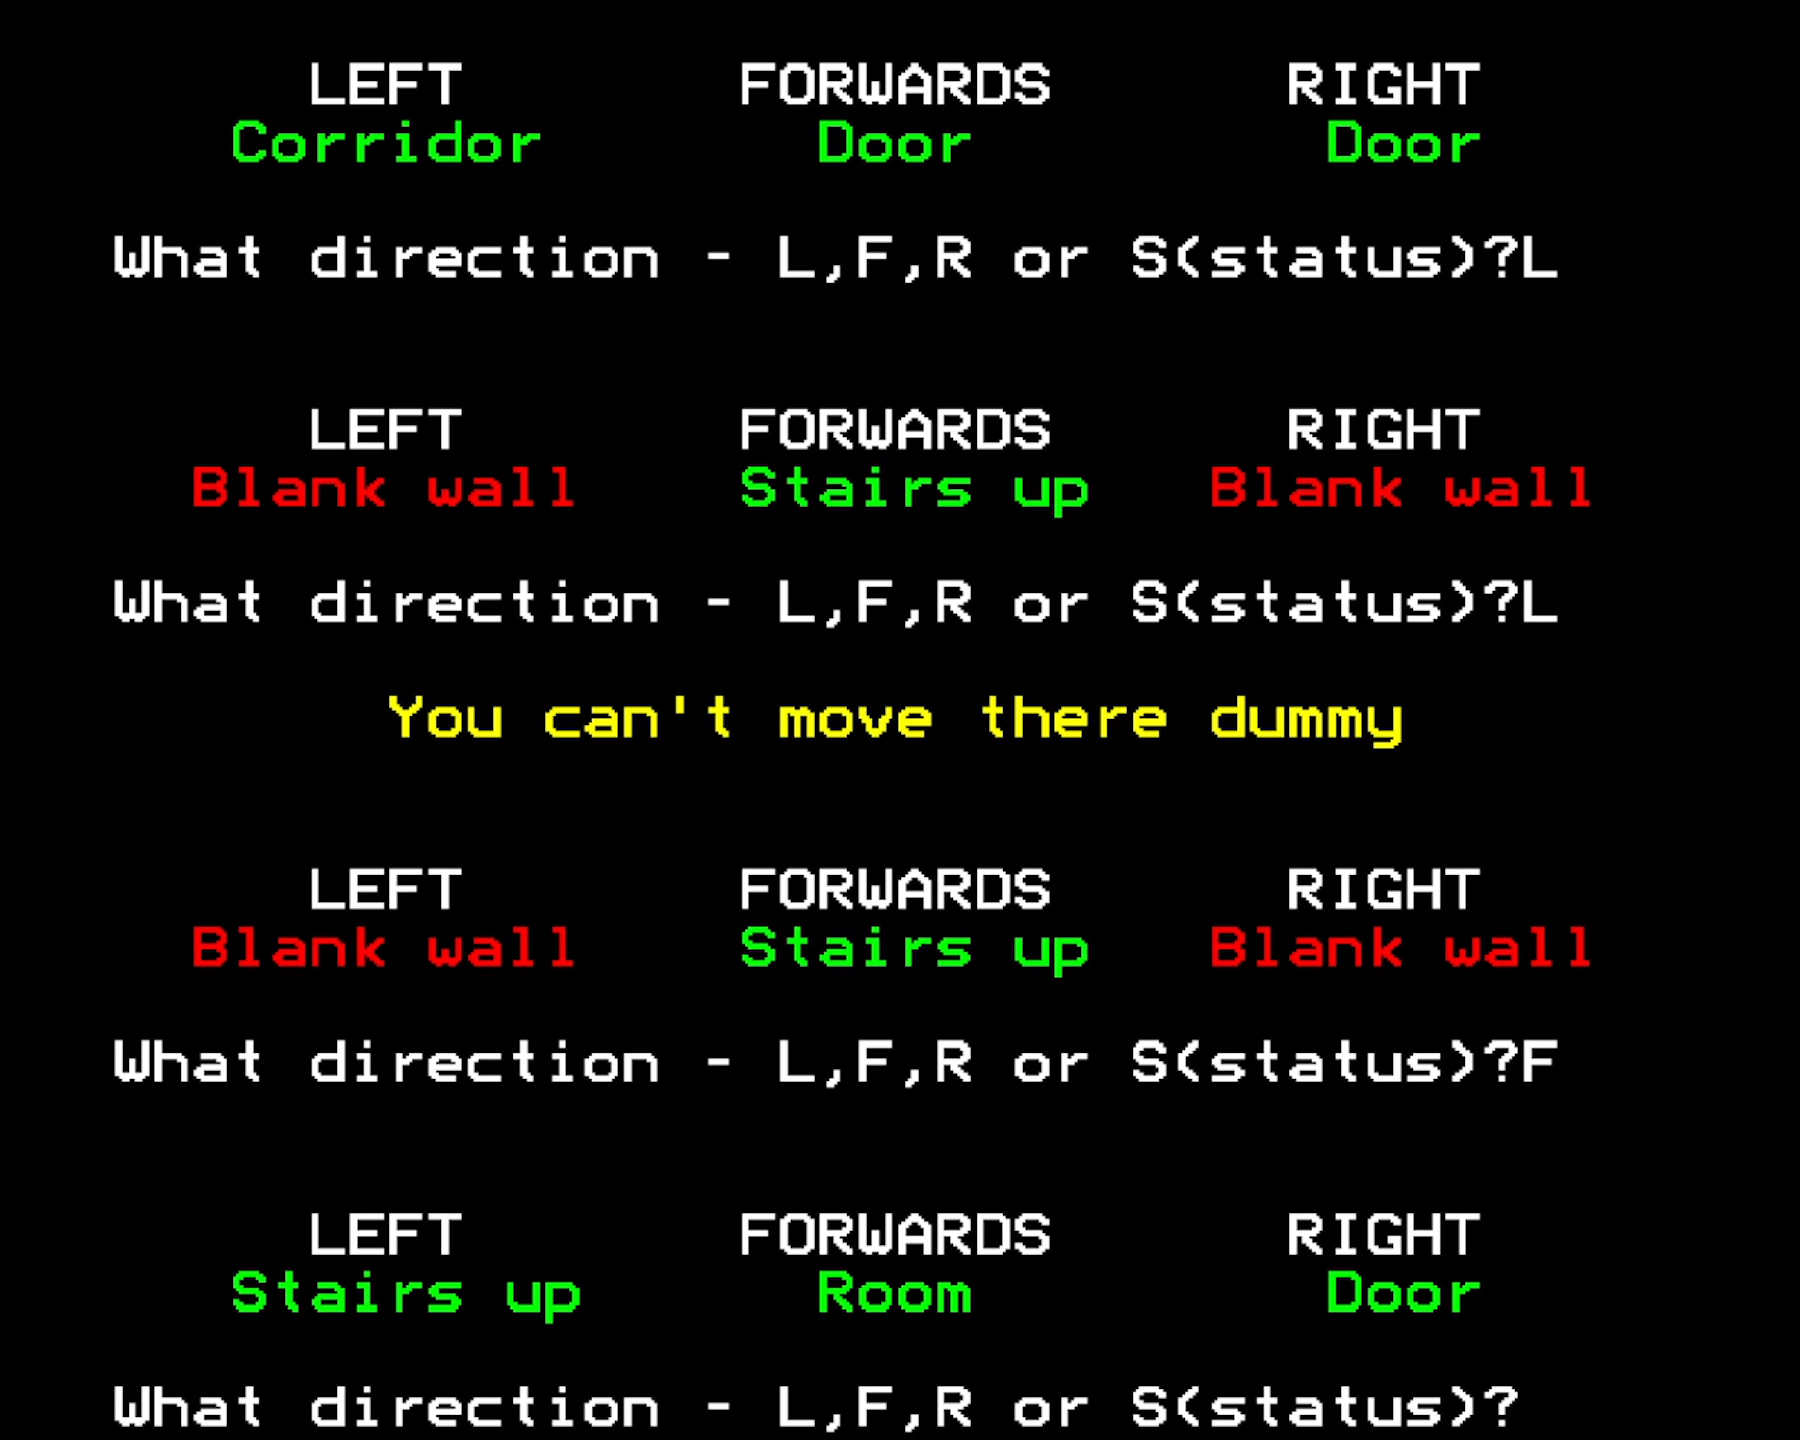 LEFT FORWARDS RIGHT
Corridor Door Door
What direction - L,F,R or S(status)?L
LEFT FORWARDS RIGHT
Blank wall Stairs up Blank wall
What direction - L,F,R or S(status)?L
You can't move there dummy
LEFT FORWARDS RIGHT
Blank wall Stairs up Blank wall
What direction - L,F,R or S(status)?F
LEFT FORWARDS RIGHT
Stairs up Room Door
What direction - L,F,R or S(status)?